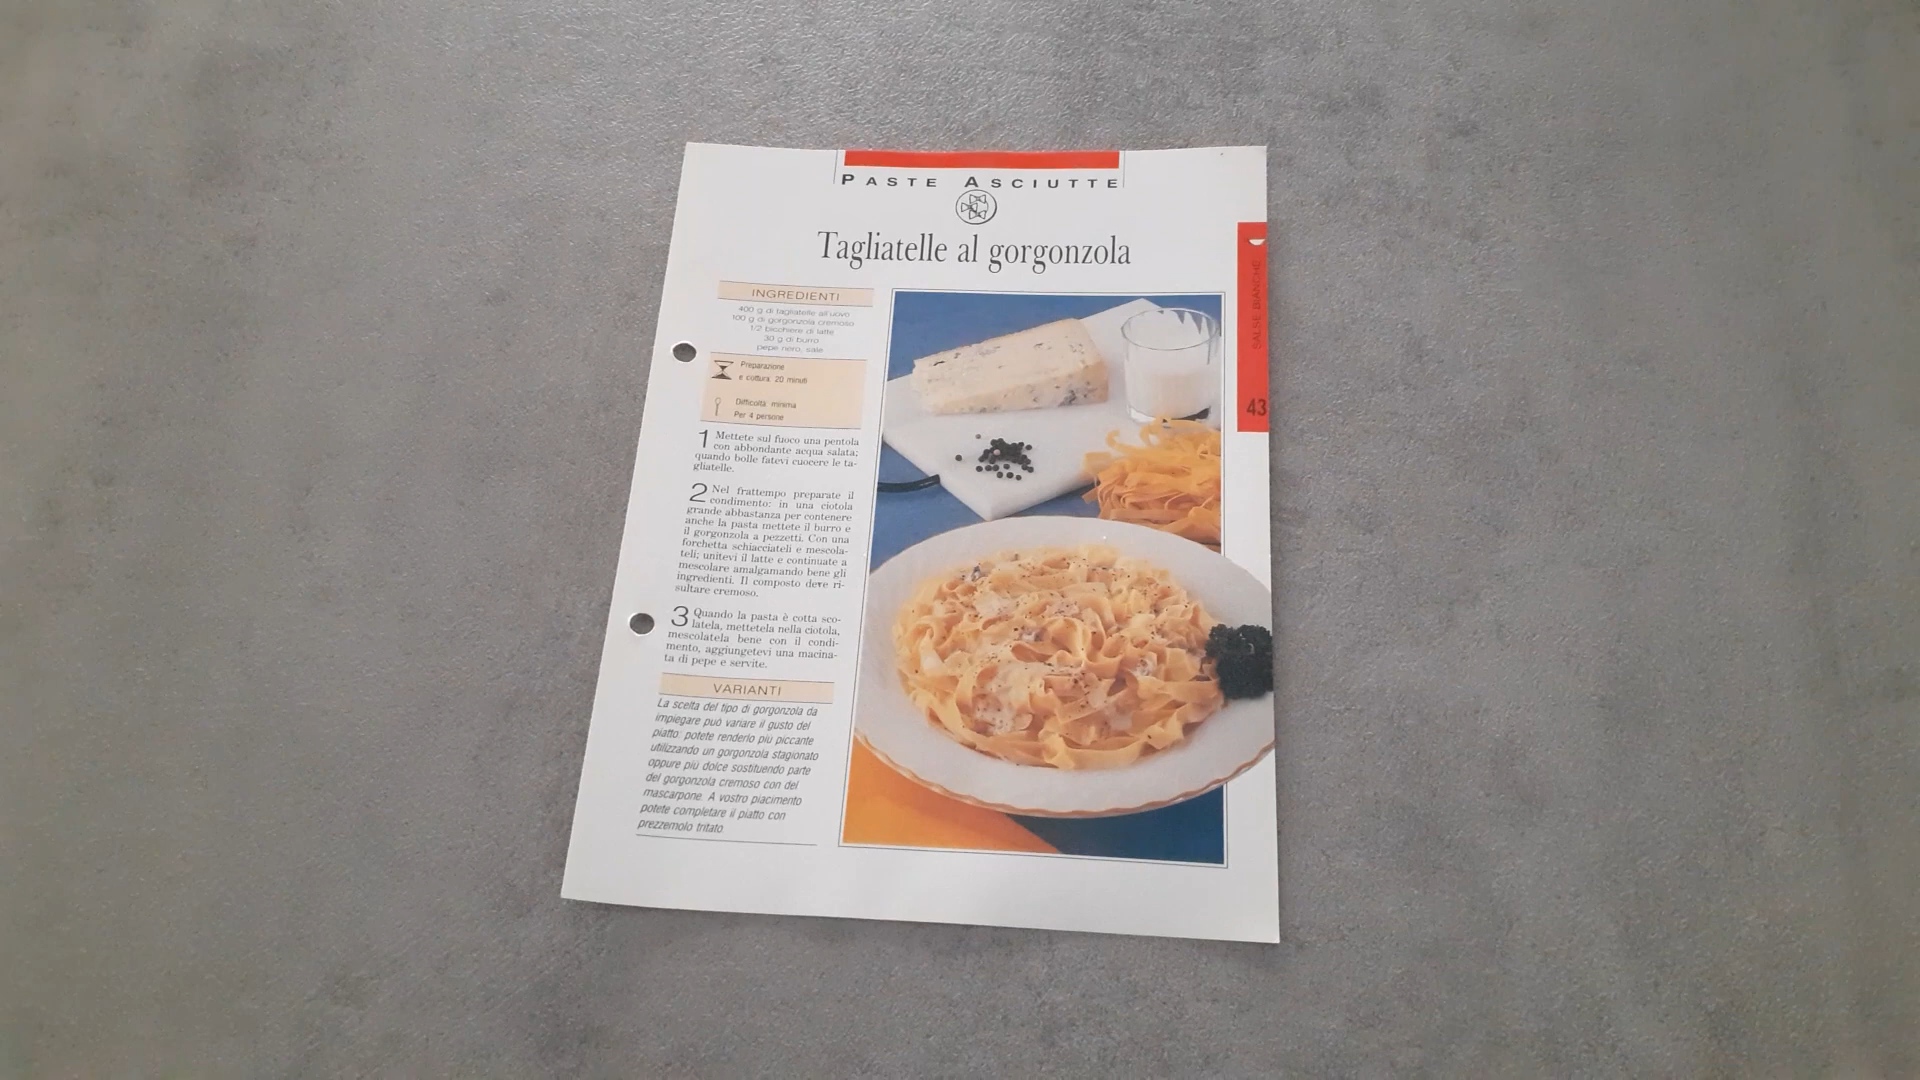 PASTE ASCIUTTE
Tagliatelle al gorgonzola
INGREDIENTI
400 g di tagliatelle all'uovo
100 g di gorgonzola cremoso
1/2 bicchiere di latte
30 g di burro
pepe nero, sale
Preparazione
e cottura: 20 minuti
Difficoltà: minima
Per 4 persone
1 Mettete sul fuoco una pentola
con abbondante acqua salata;
quando bolle fatevi cuocere le ta-
gliatelle.
2 Nel frattempo preparate il
condimento: in una ciotola
grande abbastanza per contenere
anche la pasta mettete il burro e
il gorgonzola a pezzetti. Con una
forchetta schiacciateli e mescola-
teli; unitevi il latte e continuate a
mescolare amalgamando bene gli
ingredienti. Il composto deve ri-
sultare cremoso.
3 Quando la pasta è cotta sco-
latela, mettetela nella ciotola,
mescolatela bene con il condi-
mento, aggiungetevi una macina-
ta di pepe e servite.
VARIANTI
La scelta del tipo di gorgonzola da
impiegare può variare il gusto del
piatto: potete renderlo più piccante
utilizzando un gorgonzola stagionato
oppure più dolce sostituendo parte
del gorgonzola cremoso con del
mascarpone. A vostro piacimento
potete completare il piatto con
prezzemolo tritato.
SALSE BIANCHE
43